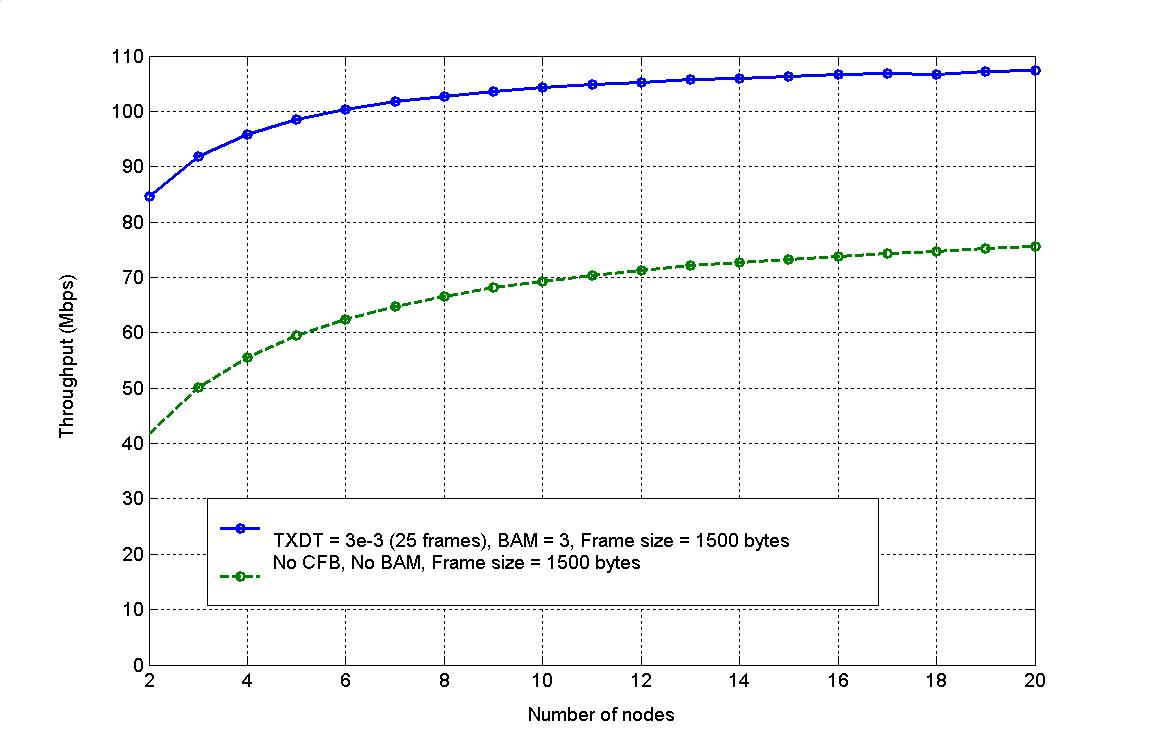 110
100
90
80
70
60
50
40
30
20
10
0
Throughput (Mbps)
TXDT = 3e-3 (25 frames), BAM = 3, Frame size = 1500 bytes
No CFB, No BAM, Frame size = 1500 bytes
2 4 6 8 10 12 14 16 18 20
Number of nodes